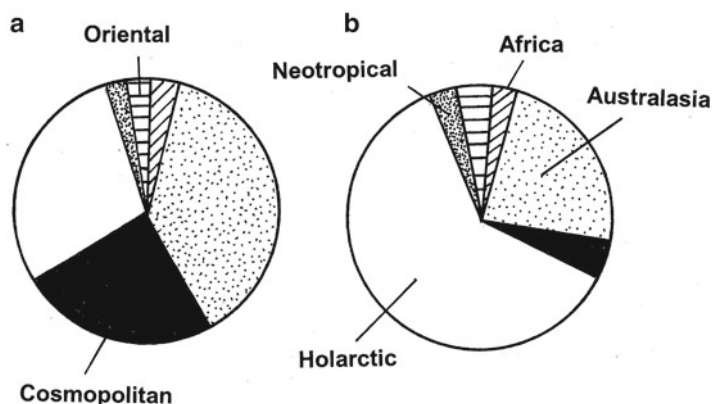 a
Oriental
Cosmopolitan
b
Neotropical
Africa
Australasia
Holarctic